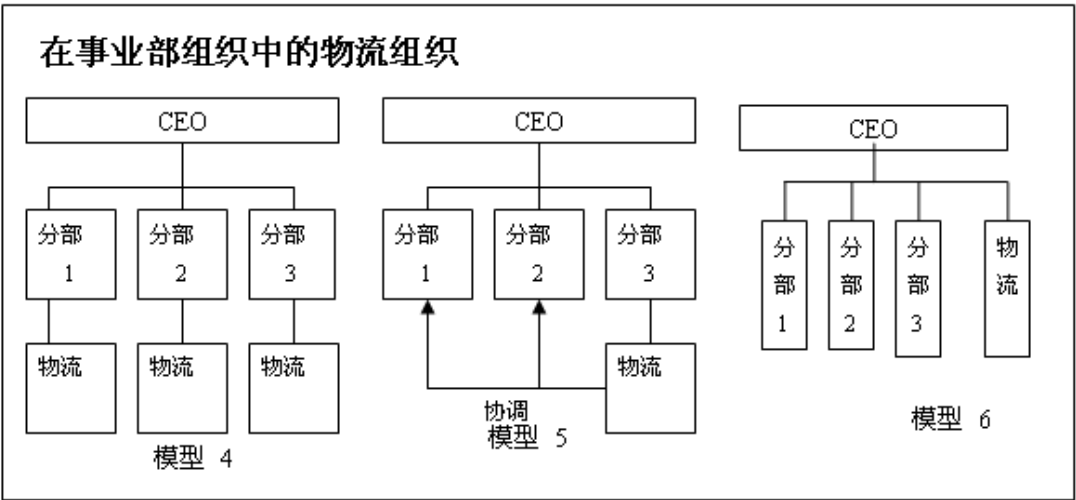 在事业部组织中的物流组织
CEO
分部
1
分部
2
分部
3
物流
物流
物流
模型 4
CEO
分部
1
分部
2
分部
3
物流
协调
模型 5
CEO
分部1
分部2
分部3
物流
模型 6